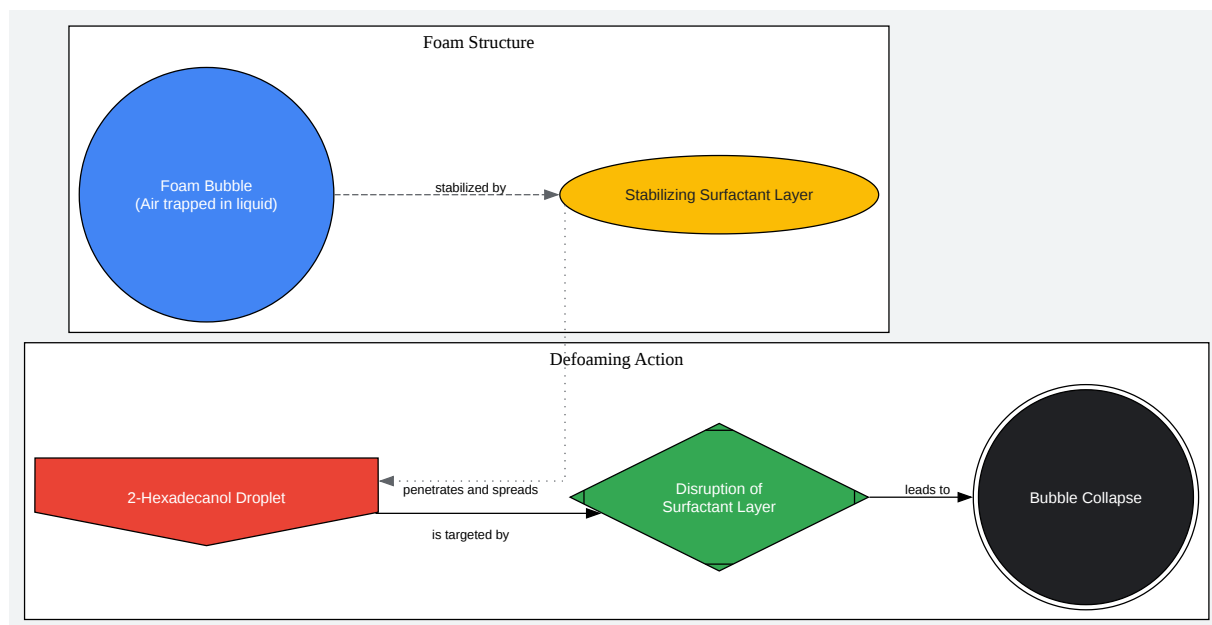 Foam Structure
Foam Bubble
(Air trapped in liquid)
stabilized by
Stabilizing Surfactant Layer
Defoaming Action
2-Hexadecanol Droplet
penetrates and spreads
is targeted by
Disruption of
Surfactant Layer
leads to
Bubble Collapse